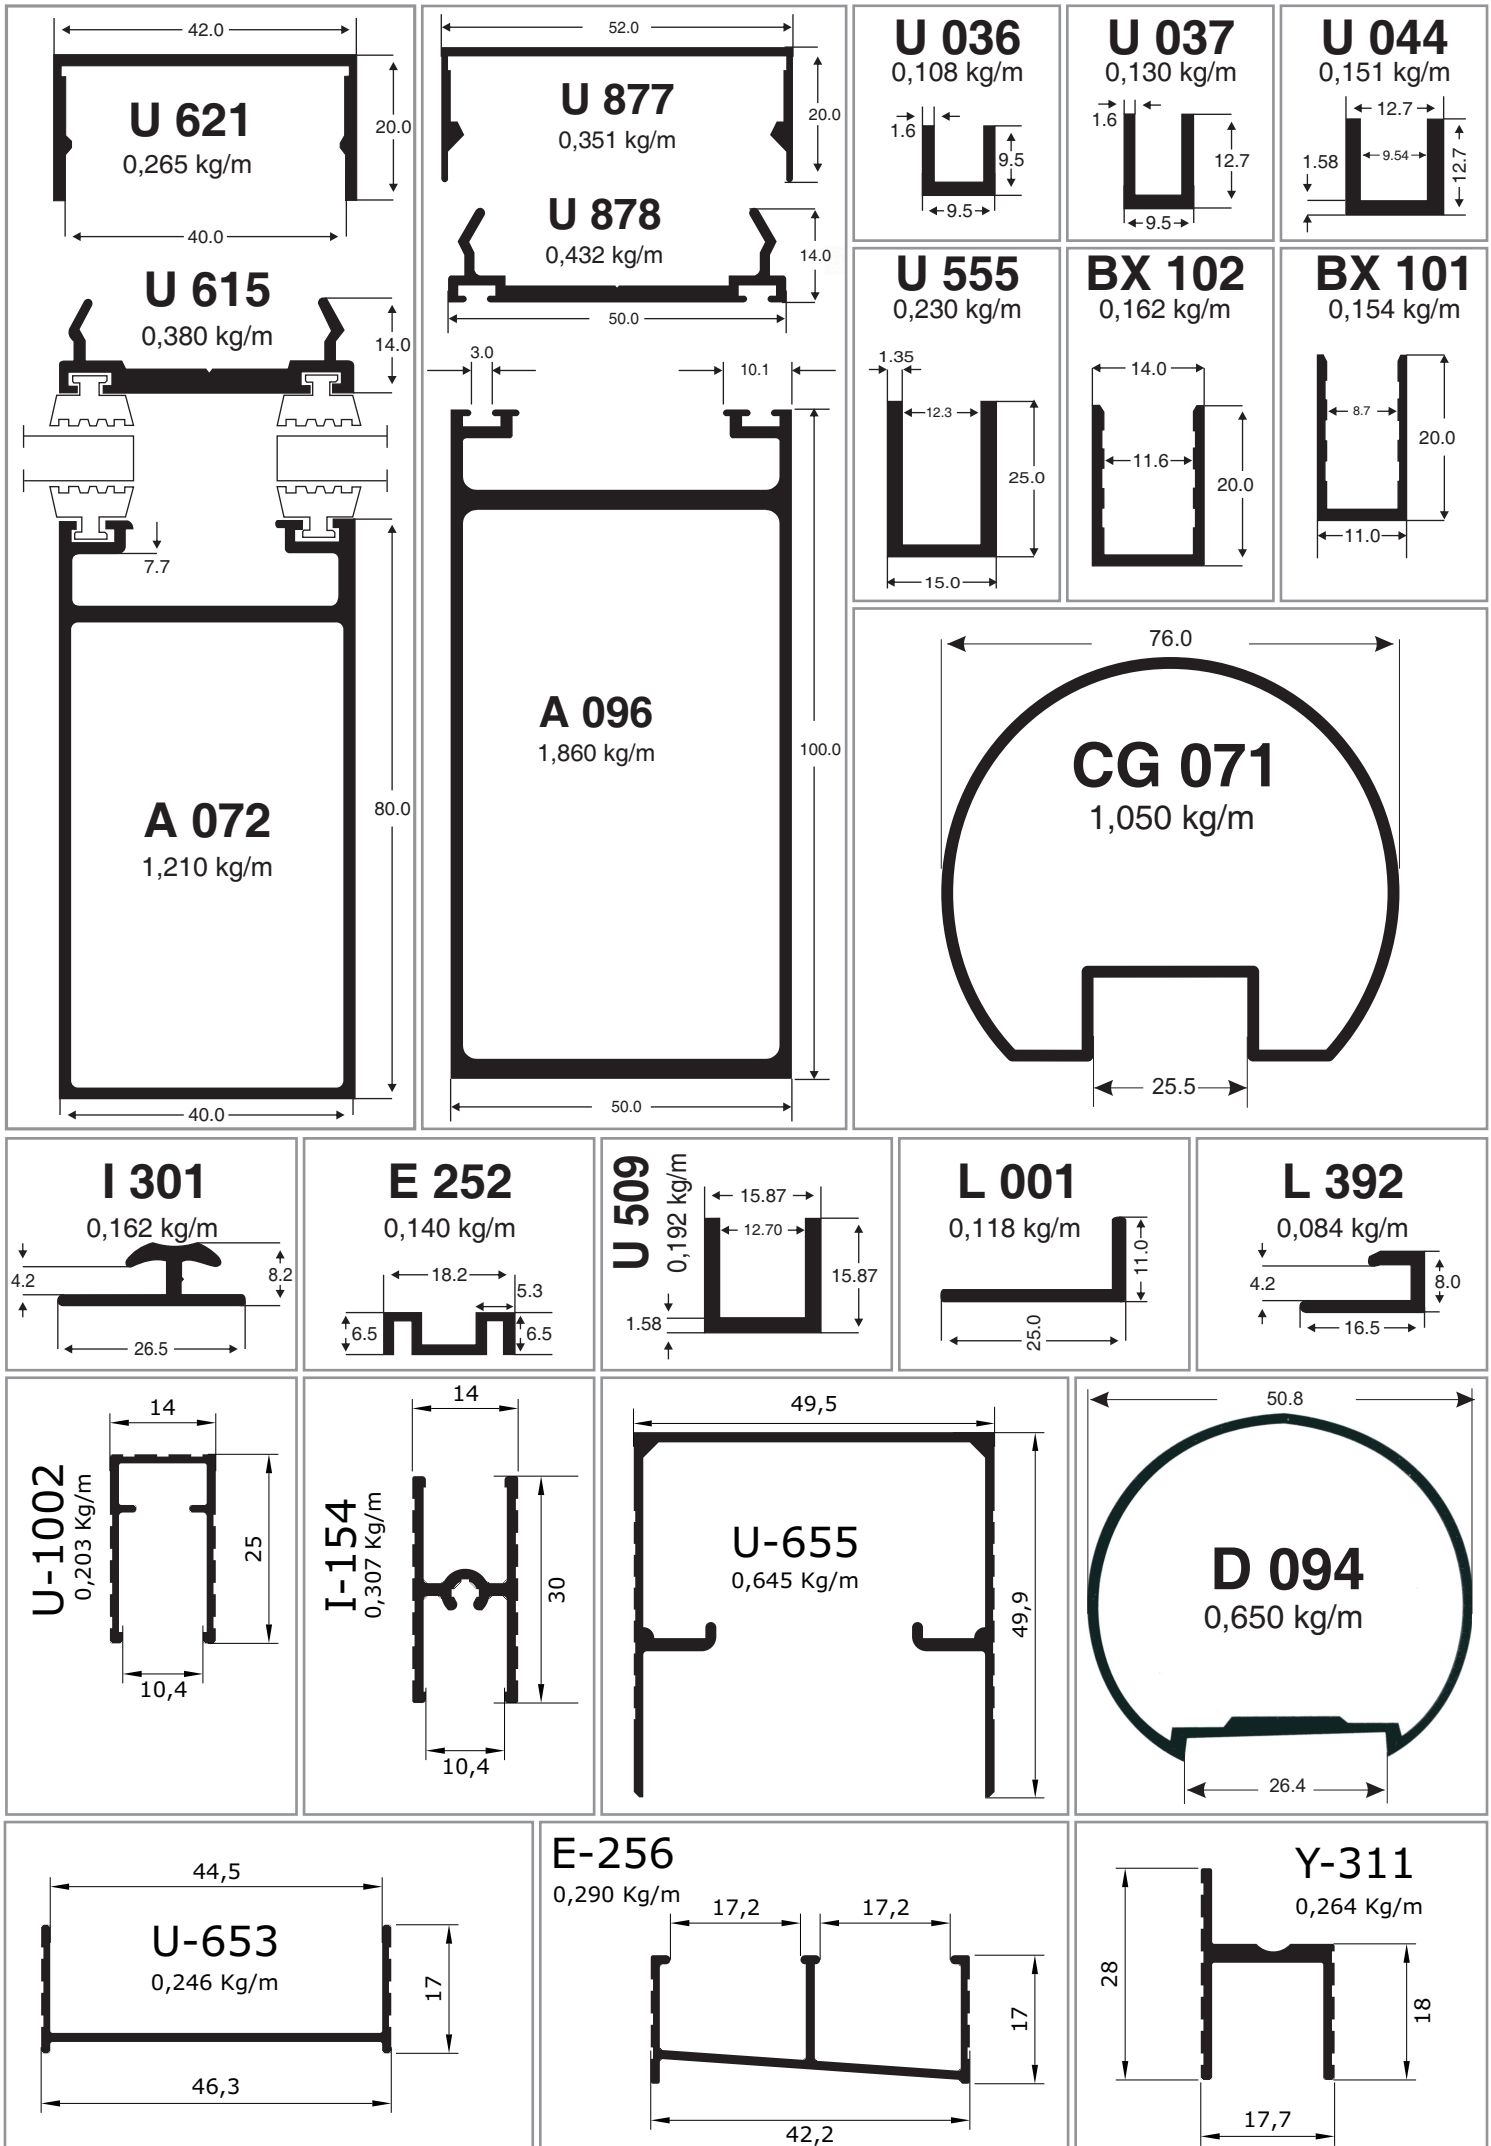 42.0
U 621
0,265 kg/m
20.0
40.0
U 615
0,380 kg/m
14.0
7.7
A 072
1,210 kg/m
80.0
40.0
52.0
U 877
0,351 kg/m
20.0
U 878
0,432 kg/m
14.0
50.0
3.0
10.1
A 096
1,860 kg/m
100.0
50.0
U 036
0,108 kg/m
1.6
9.5
9.5
U 037
0,130 kg/m
1.6
12.7
9.5
U 044
0,151 kg/m
12.7
1.58
9.54
12.7
U 555
0,230 kg/m
1.35
12.3
25.0
15.0
BX 102
0,162 kg/m
14.0
11.6
20.0
BX 101
0,154 kg/m
8.7
20.0
11.0
76.0
CG 071
1,050 kg/m
25.5
I 301
0,162 kg/m
4.2
8.2
26.5
E 252
0,140 kg/m
18.2
5.3
6.5
6.5
U 509
0,192 kg/m
15.87
12.70
15.87
1.58
L 001
0,118 kg/m
11.0
25.0
L 392
0,084 kg/m
4.2
8.0
16.5
14
U-1002
0,203 Kg/m
25
10,4
14
I-154
0,307 Kg/m
30
10,4
49,5
U-655
0,645 Kg/m
49,9
50.8
D 094
0,650 kg/m
26.4
44,5
U-653
0,246 Kg/m
17
46,3
E-256
0,290 Kg/m
17,2
17,2
17
42,2
Y-311
0,264 Kg/m
28
18
17,7